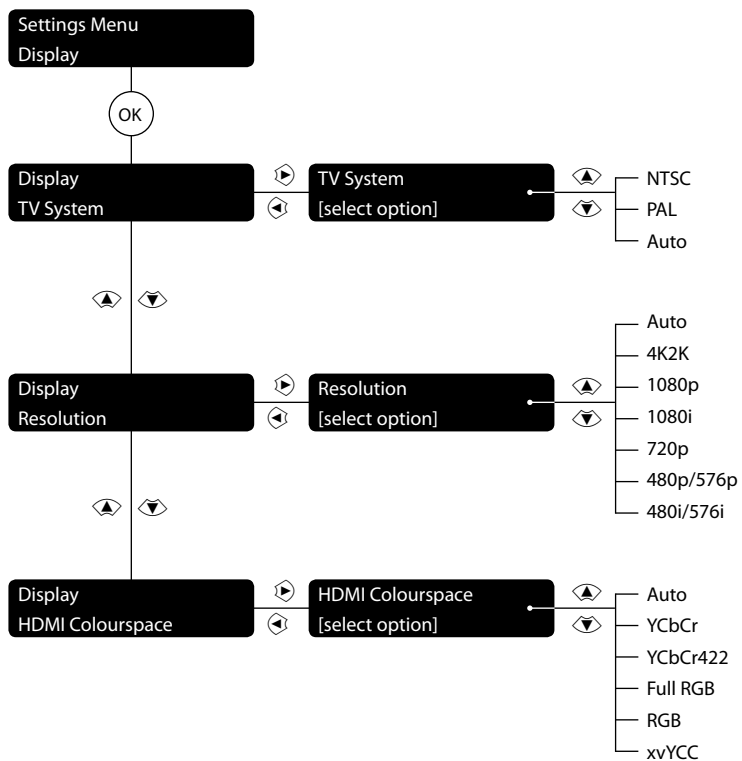 Settings Menu
Display
OK
Display
TV System
TV System
[select option]
NTSC
PAL
Auto
Display
Resolution
Resolution
[select option]
Auto
4K2K
1080p
1080i
720p
480p/576p
480i/576i
Display
HDMI Colourspace
HDMI Colourspace
[select option]
Auto
YCbCr
YCbCr422
Full RGB
RGB
xvYCC